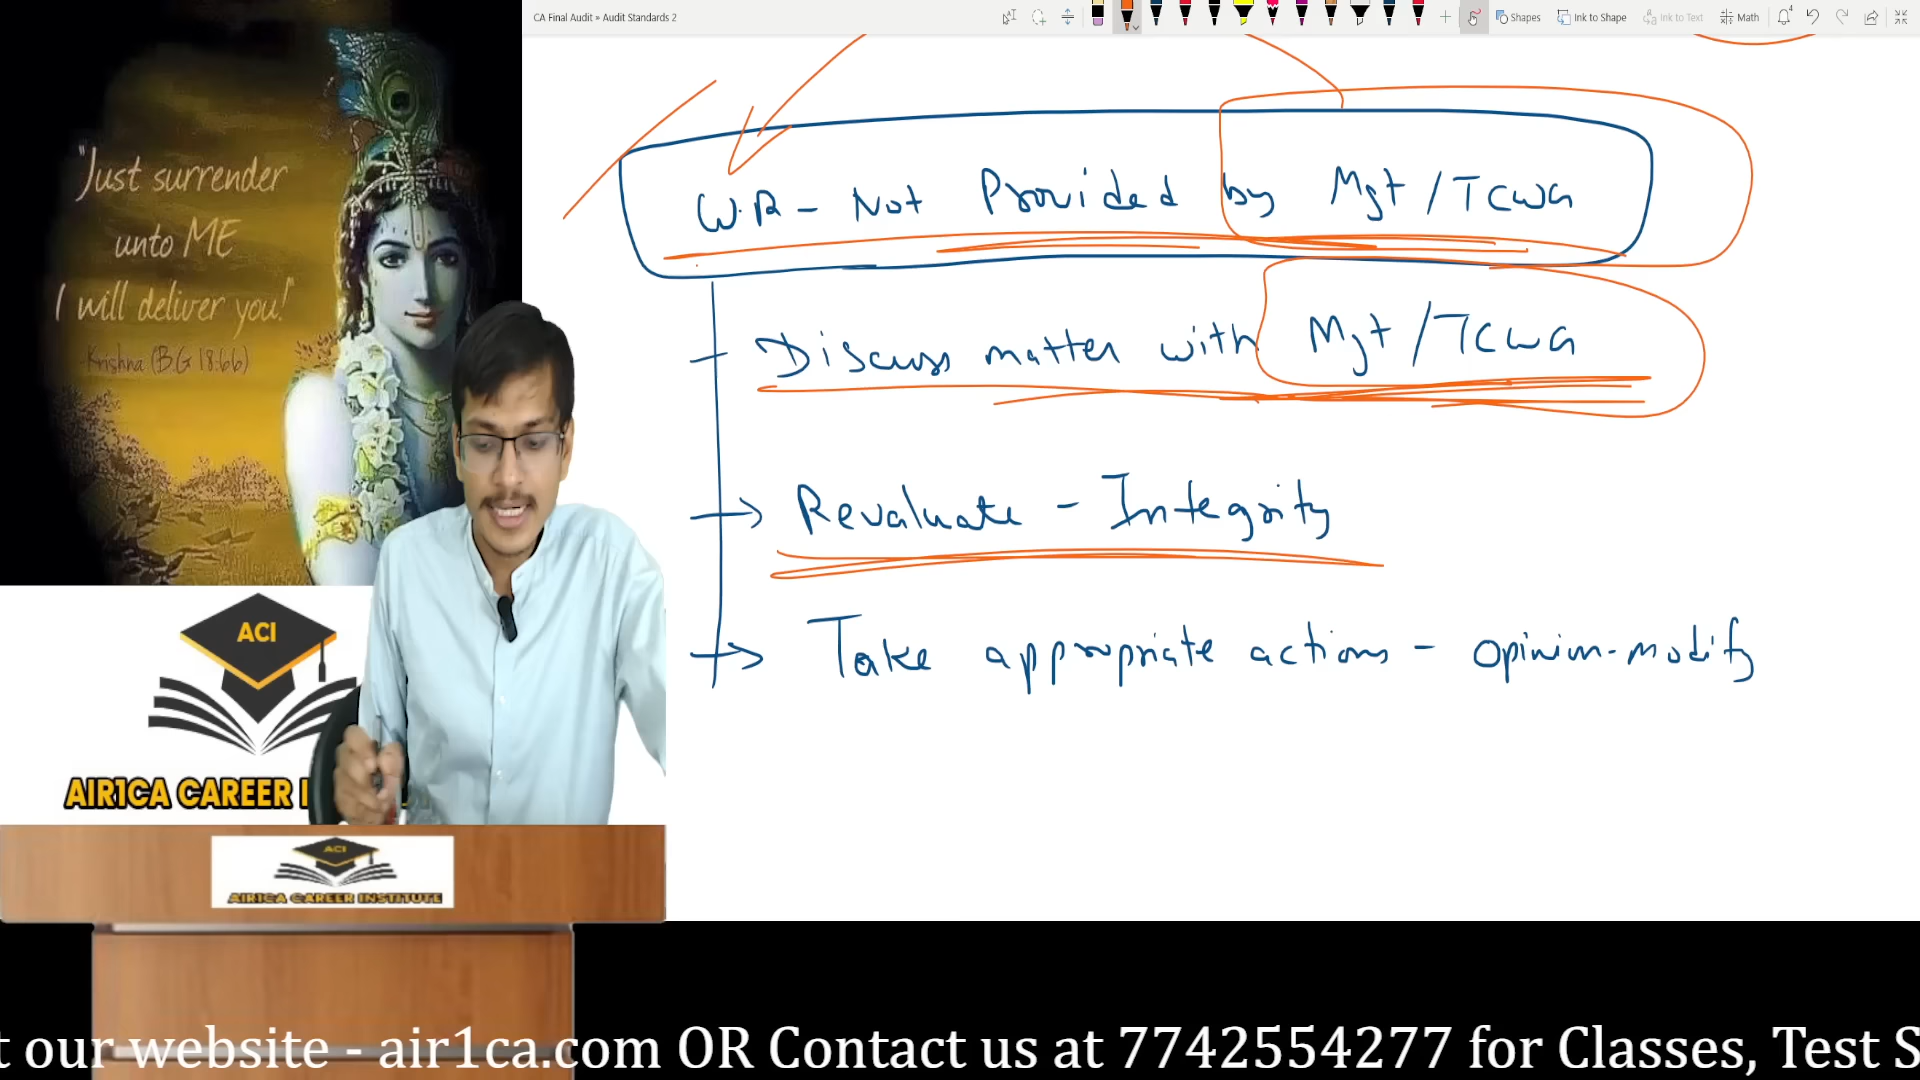 CA Final Audit » Audit Standards 2
Shapes
Ink to Shape
Ink to Text
Math
"Just surrender
unto ME
I will deliver you!"
-Krishna (B.G 18:66)
W.R - Not Provided by Mgt / TCWG
Discuss matter with Mgt / TCWG
Revaluate - Integrity
Take appropriate actions - opinion-modify
ACI
AIR1CA CAREER I
ACI
AIR1CA CAREER INSTITUTE
t our website - air1ca.com OR Contact us at 7742554277 for Classes, Test S